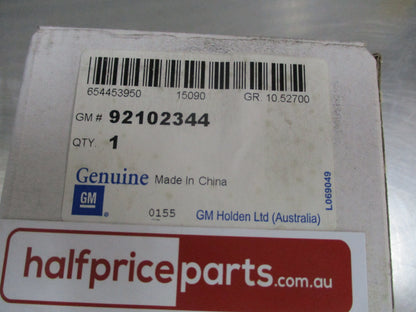 654453950 15090 GR. 10.52700
GM # 92102344
QTY. 1
Genuine Made In China
GM
®
0155 GM Holden Ltd (Australia)
L069049
halfpriceparts.com.au